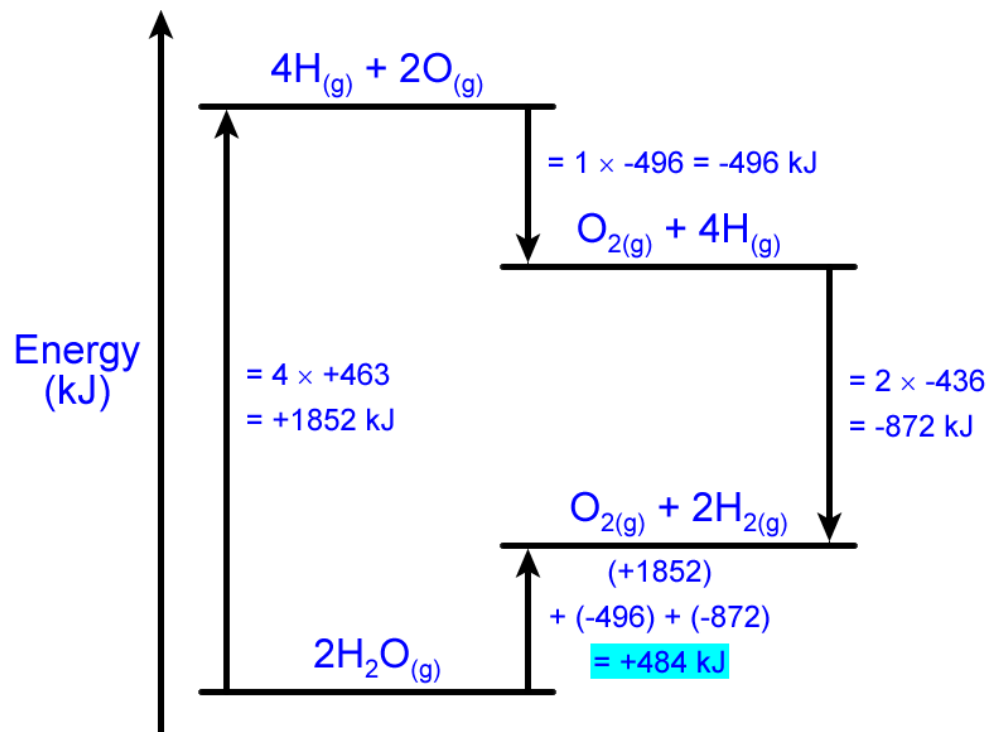 4H(g) + 2O(g)
= 1 × -496 = -496 kJ
O2(g) + 4H(g)
Energy
(kJ)
= 4 × +463
= +1852 kJ
= 2 × -436
= -872 kJ
O2(g) + 2H2(g)
(+1852)
+ (-496) + (-872)
= +484 kJ
2H2O(g)